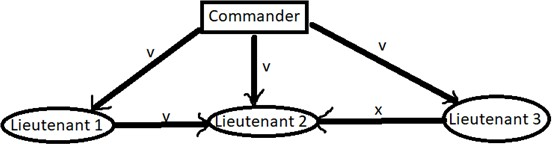 Commander
v
v
v
Lieutenant 1
v
Lieutenant 2
x
Lieutenant 3